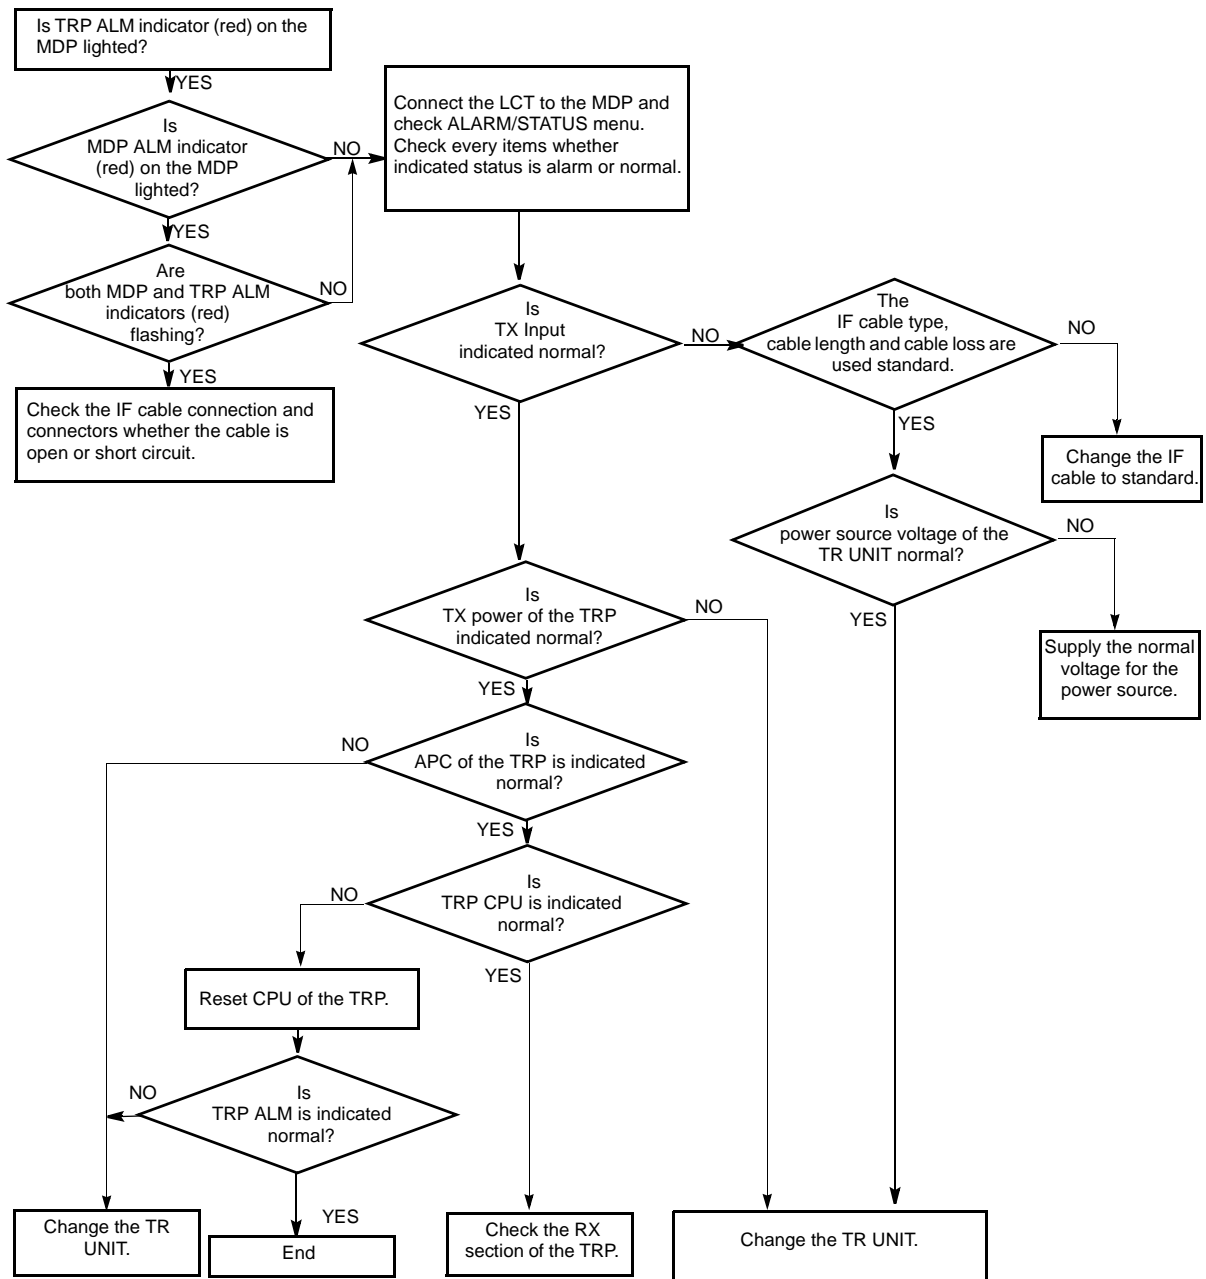 Is TRP ALM indicator (red) on the
MDP lighted?
YES
Is
MDP ALM indicator
(red) on the MDP
lighted?
NO
YES
Are
both MDP and TRP ALM
indicators (red)
flashing?
NO
YES
Check the IF cable connection and
connectors whether the cable is
open or short circuit.
Connect the LCT to the MDP and
check ALARM/STATUS menu.
Check every items whether
indicated status is alarm or normal.
Is
TX Input
indicated normal?
NO
YES
The
IF cable type,
cable length and cable loss are
used standard.
NO
YES
Change the IF
cable to standard.
Is
power source voltage of the
TR UNIT normal?
NO
YES
Supply the normal
voltage for the
power source.
Is
TX power of the TRP
indicated normal?
NO
YES
Is
APC of the TRP is indicated
normal?
NO
YES
Is
TRP CPU is indicated
normal?
NO
YES
Reset CPU of the TRP.
Is
TRP ALM is indicated
normal?
NO
YES
Change the TR
UNIT.
End
Check the RX
section of the TRP.
Change the TR UNIT.